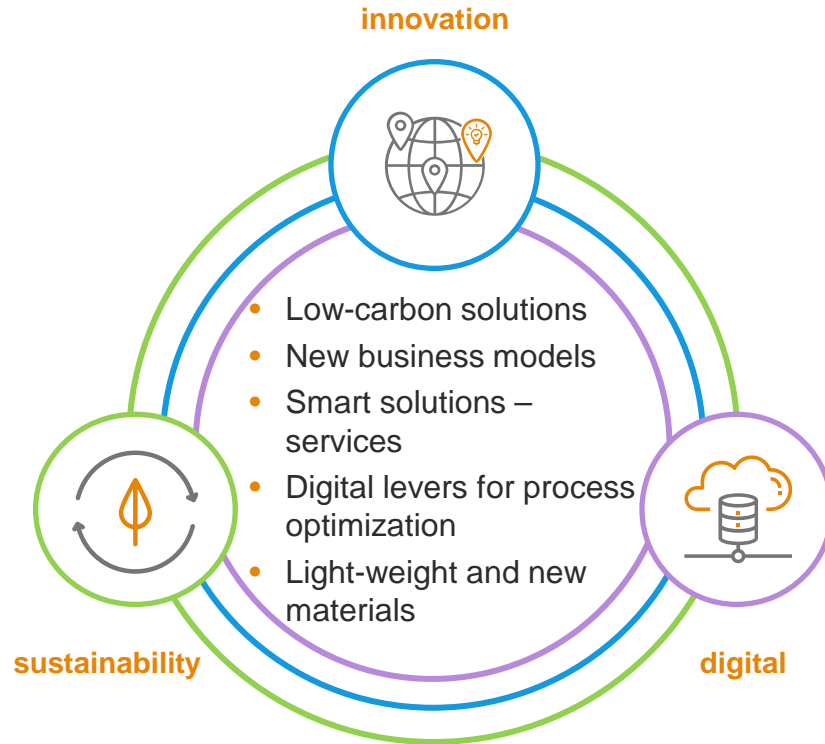 innovation
• Low-carbon solutions
• New business models
• Smart solutions –
services
• Digital levers for process
optimization
• Light-weight and new
materials
sustainability
digital